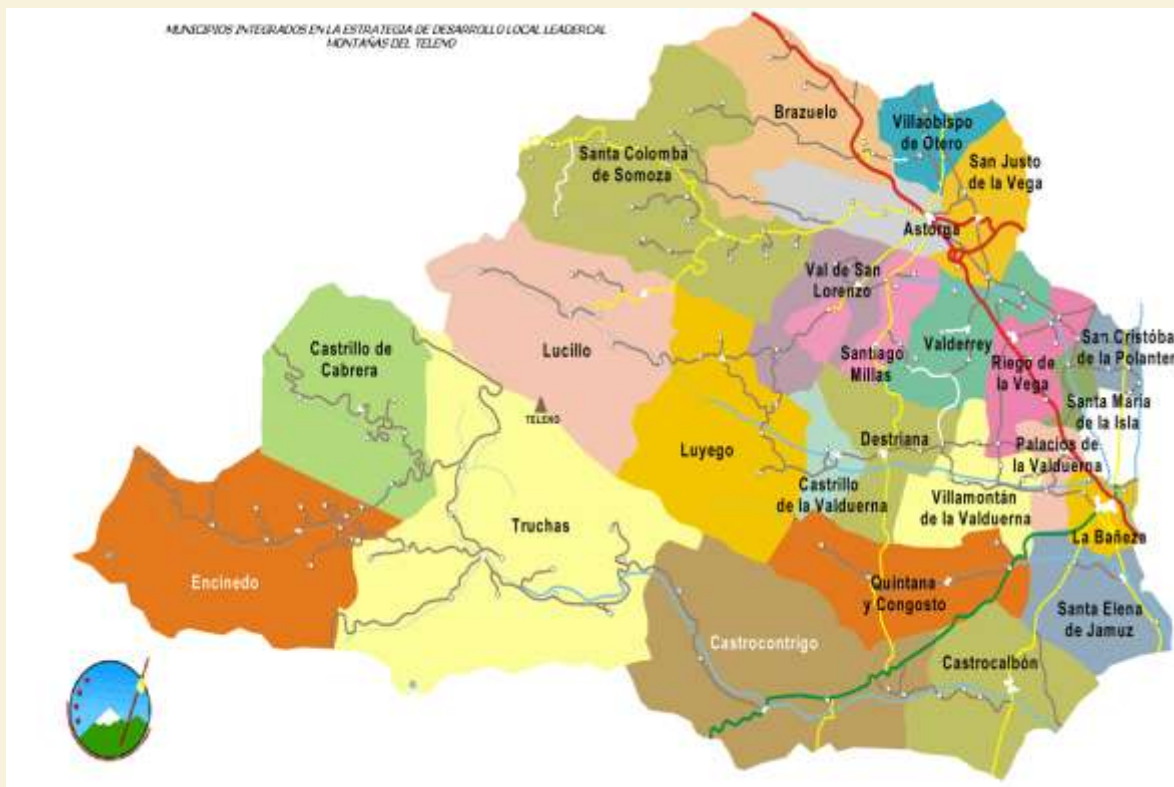 MUNICIPIOS INTEGRADOS EN LA ESTRATEGIA DE DESARROLLO LOCAL LEADERCAL
MONTAÑAS DEL TELENO
Brazuelo
Villaobispo
de Otero
Santa Colomba
de Somoza
San Justo
de la Vega
Astorga
Val de San
Lorenzo
Castrillo de
Cabrera
Lucillo
Santiago
Millas
Valderrey
San Cristóba
de la Polanter
Riego de
la Vega
TELENO
Santa María
de la Isla
Luyego
Destriana
Palacios de
la Valduerna
Castrillo
de la Valduerna
Villamontán
de la Valduerna
Truchas
La Bañeza
Encinedo
Quintana
y Congosto
Santa Elena
de Jamuz
Castrocontrigo
Castrocalbón